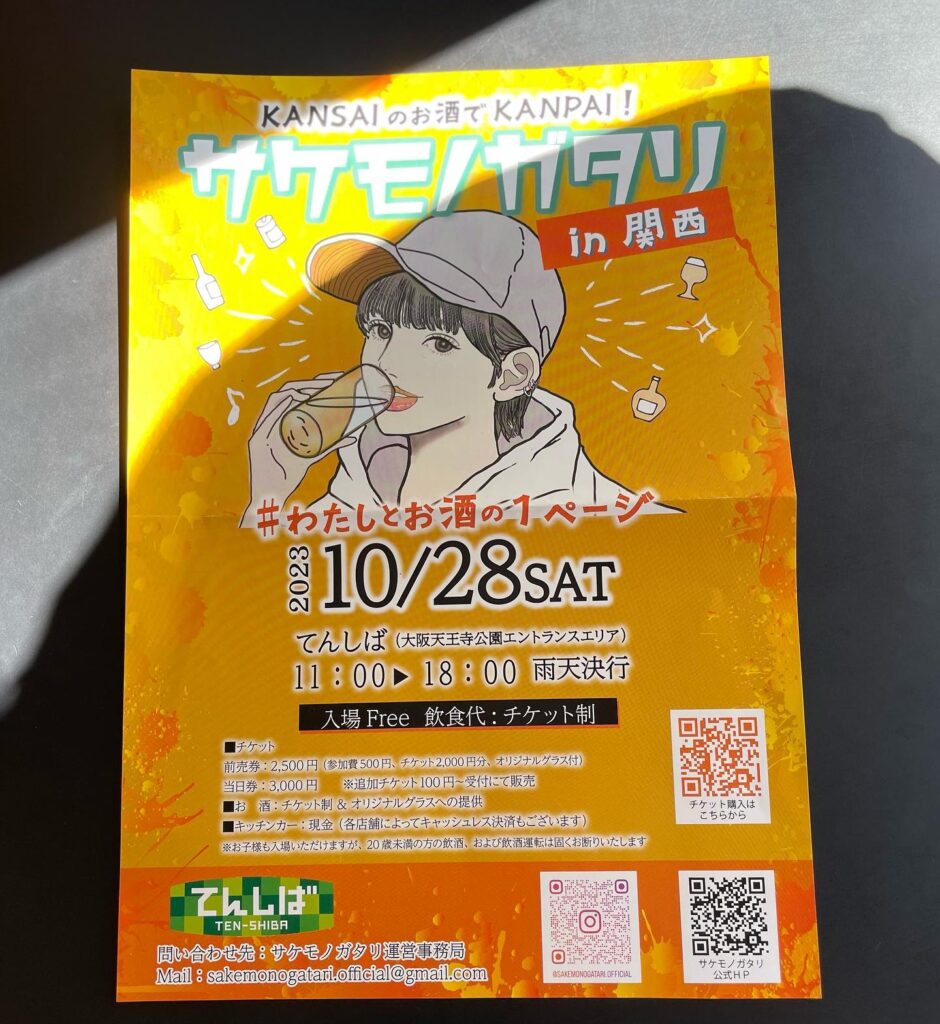 KANSAIのお酒でKANPAI！
サケモノガタリ
in 関西
#わたしとお酒の1ページ
2023
10/28SAT
てんしば（大阪天王寺公園エントランスエリア）
11：00▶18：00 雨天決行
入場 Free 飲食代：チケット制
■チケット
前売券：2,500円（参加費500円、チケット2,000円分、オリジナルグラス付）
当日券：3,000円 ※追加チケット100円~受付にて販売
■お 酒：チケット制 & オリジナルグラスへの提供
■キッチンカー：現金（各店舗によってキャッシュレス決済もございます）
※お子様も入場いただけますが、20歳未満の方の飲酒、および飲酒運転は固くお断りいたします
チケット購入は
こちらから
てんしば
TEN-SHIBA
問い合わせ先：サケモノガタリ運営事務局
Mail：sakemonogatari.official@gmail.com
@SAKEMONOGATARI.OFFICIAL
サケモノガタリ
公式HP